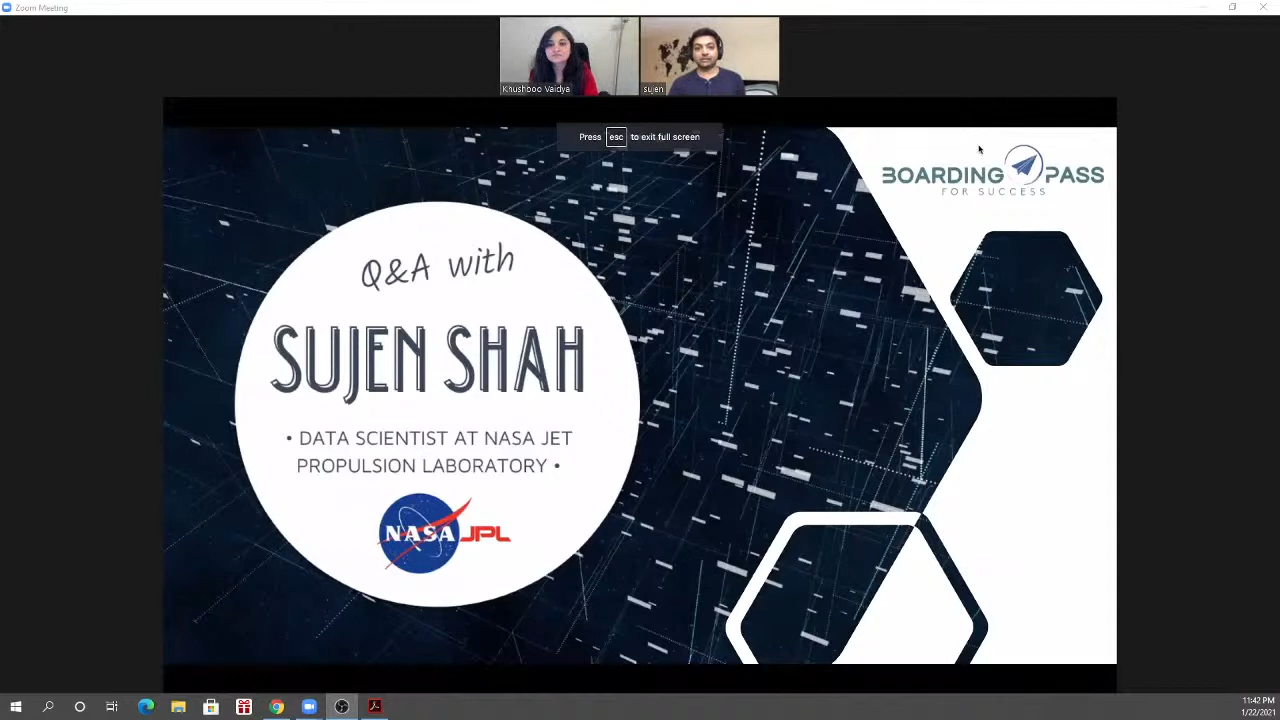 Zoom Meeting
Khushboo Vaidya
sujen
Press esc to exit full screen
BOARDING PASS
FOR SUCCESS
Q&A with
SUJEN SHAH
• DATA SCIENTIST AT NASA JET
PROPULSION LABORATORY •
NASA JPL
11:42 PM
1/22/2021